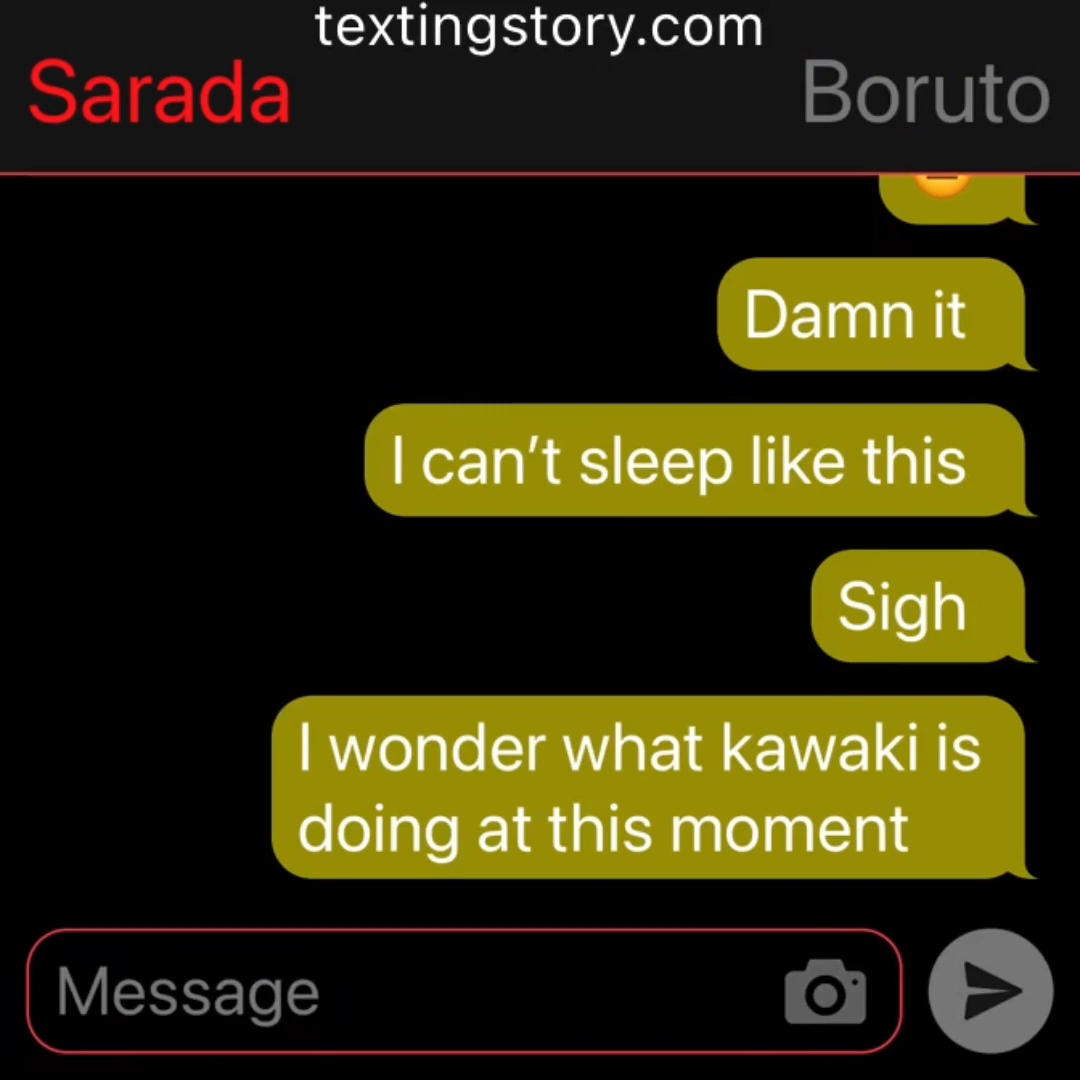 textingstory.com
Sarada
Boruto
Damn it
I can’t sleep like this
Sigh
I wonder what kawaki is
doing at this moment
Message